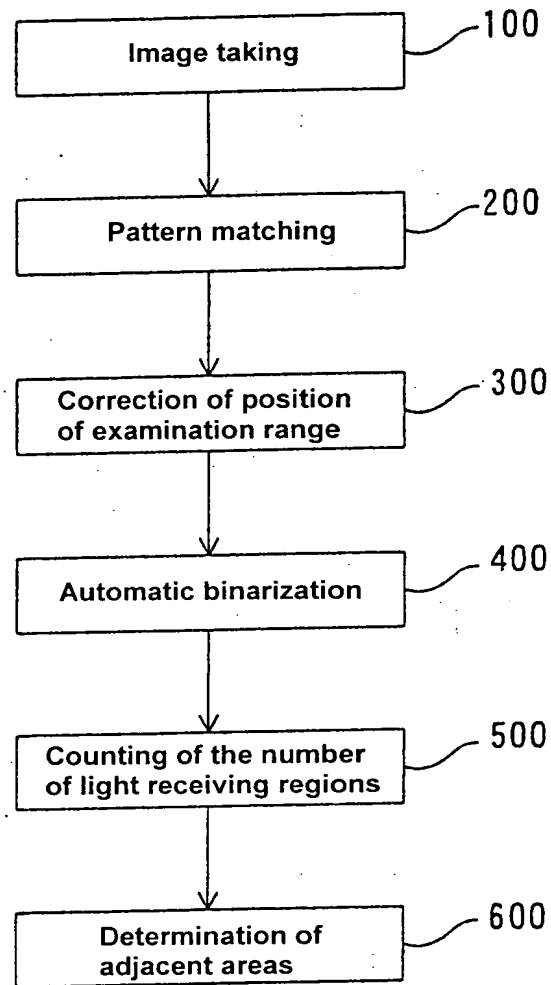 100
Image taking
200
Pattern matching
300
Correction of position
of examination range
400
Automatic binarization
500
Counting of the number
of light receiving regions
600
Determination of
adjacent areas